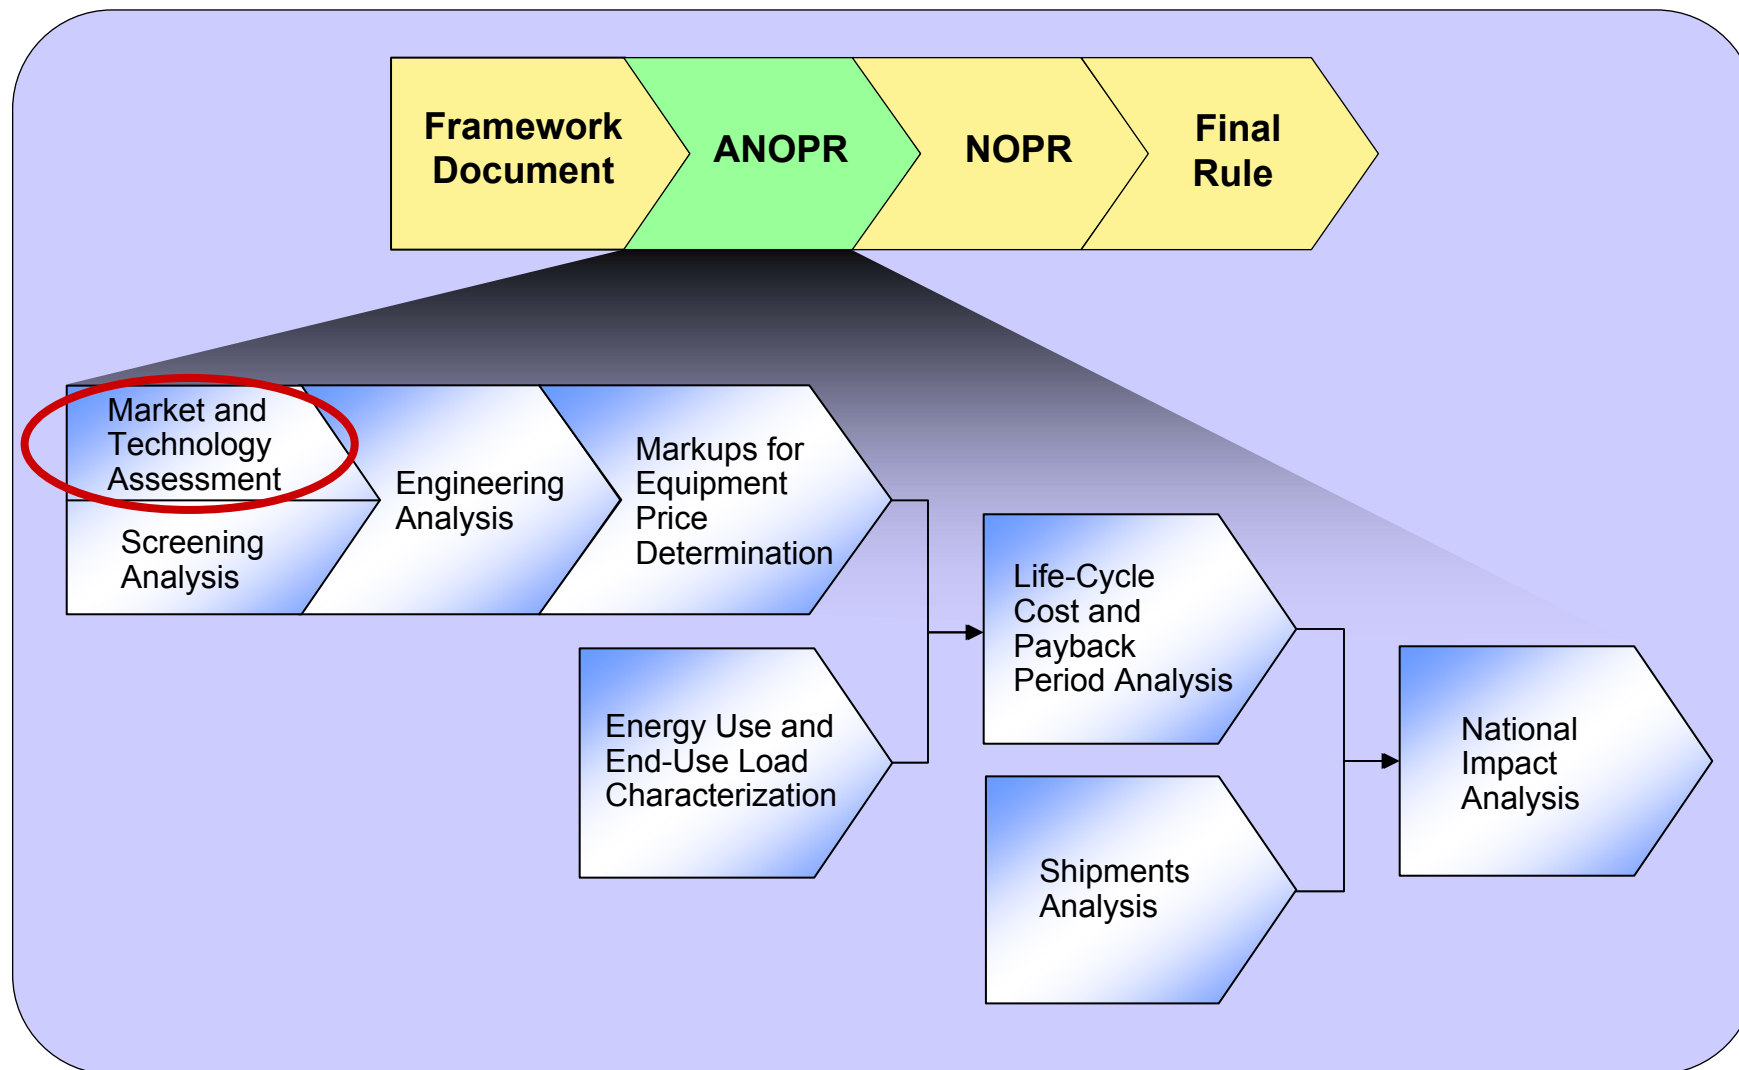 Framework
Document
ANOPR
NOPR
Final
Rule
Market and
Technology
Assessment
Screening
Analysis
Engineering
Analysis
Markups for
Equipment
Price
Determination
Energy Use and
End-Use Load
Characterization
Life-Cycle
Cost and
Payback
Period Analysis
Shipments
Analysis
National
Impact
Analysis